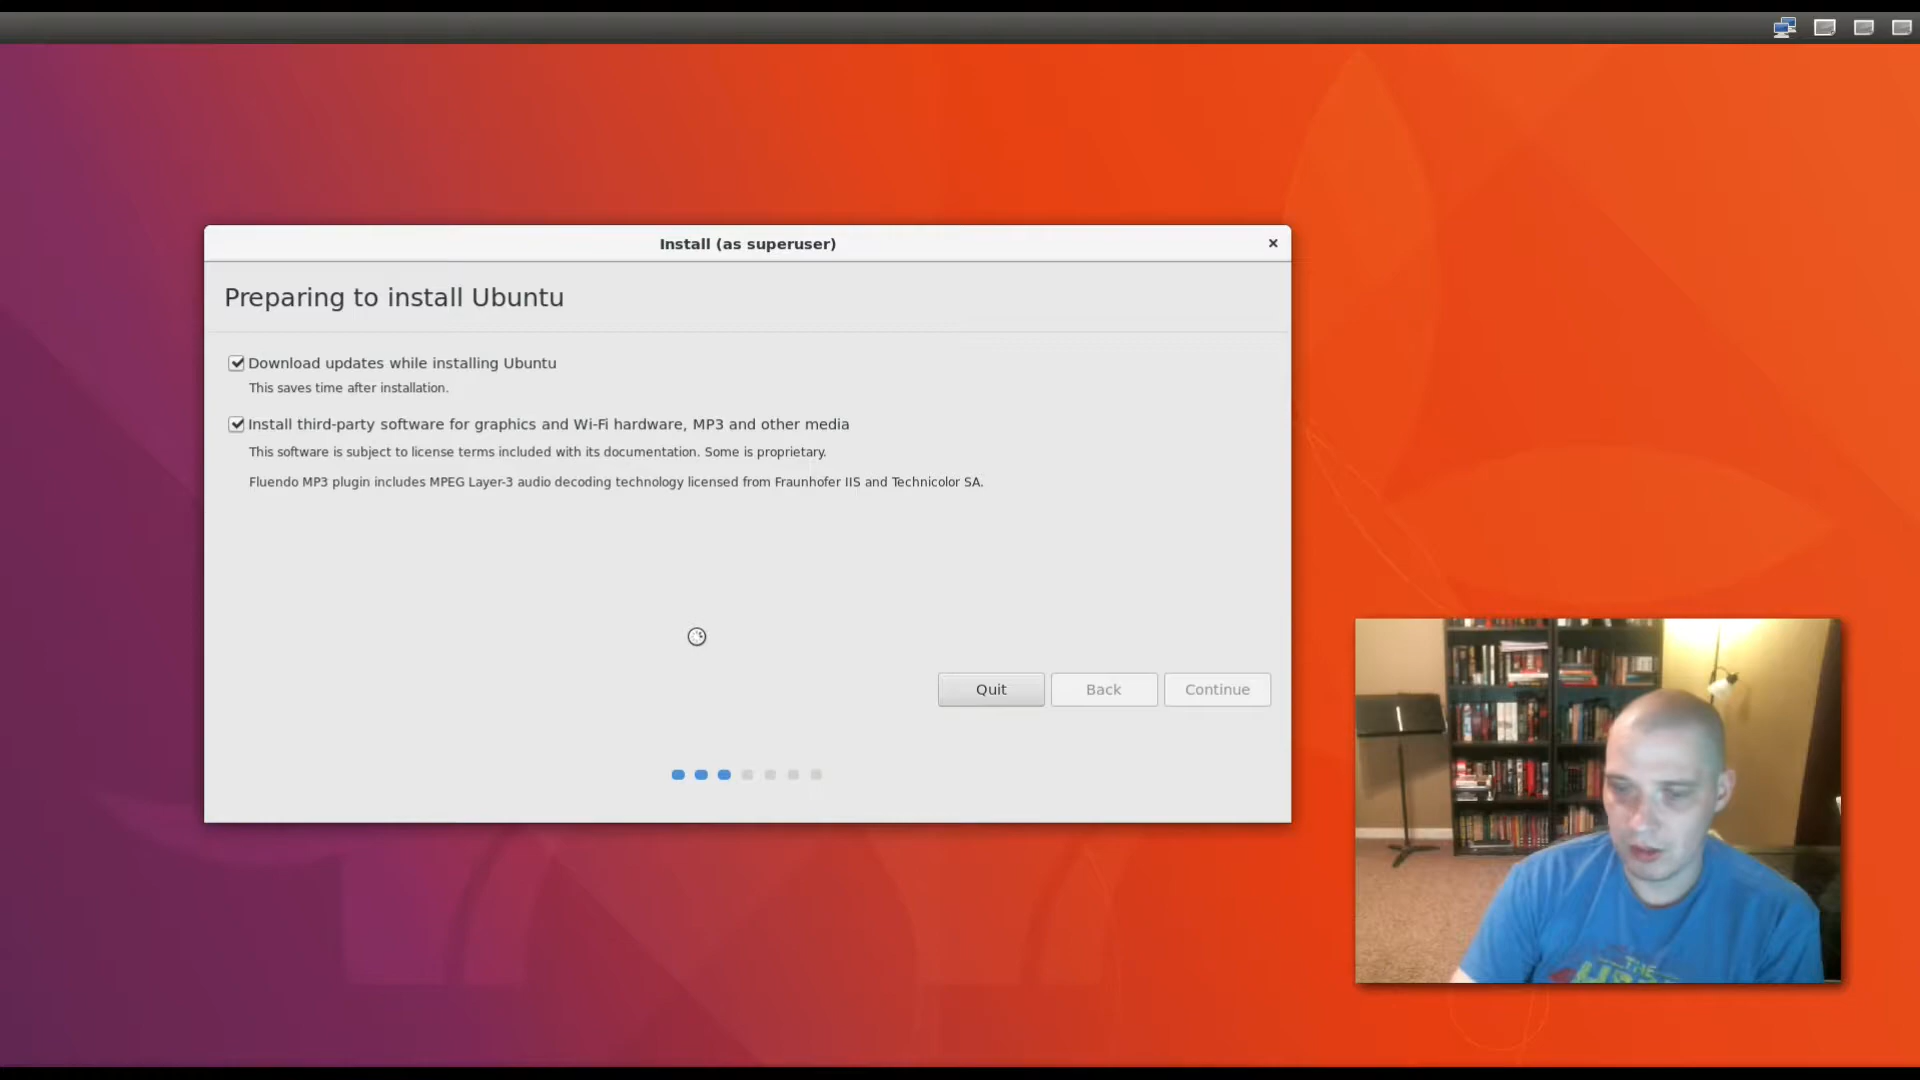 Install (as superuser)
Preparing to install Ubuntu
Download updates while installing Ubuntu
This saves time after installation.
Install third-party software for graphics and Wi-Fi hardware, MP3 and other media
This software is subject to license terms included with its documentation. Some is proprietary.
Fluendo MP3 plugin includes MPEG Layer-3 audio decoding technology licensed from Fraunhofer IIS and Technicolor SA.
Quit
Back
Continue
THE